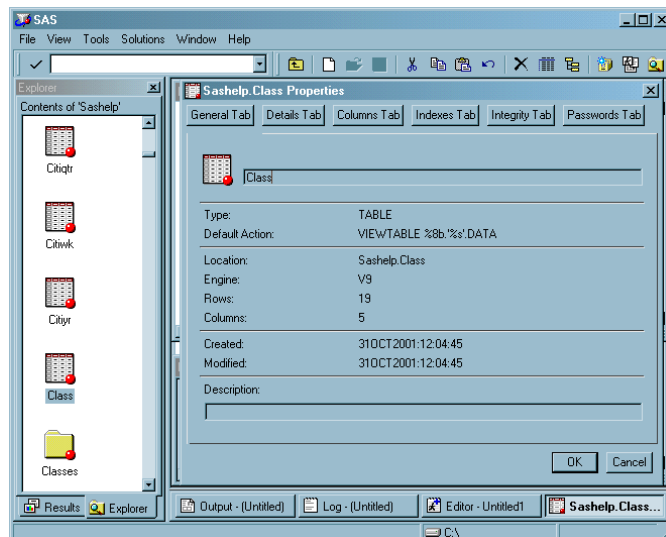 SAS
File View Tools Solutions Window Help
Explorer
Contents of 'Sashelp'
Citiqtr
Citiwk
Citiyr
Class
Classes
Results Explorer
Sashelp.Class Properties
General Tab Details Tab Columns Tab Indexes Tab Integrity Tab Passwords Tab
Class
Type: TABLE
Default Action: VIEWTABLE %8b.'%s'.DATA
Location: Sashelp.Class
Engine: V9
Rows: 19
Columns: 5
Created: 31OCT2001:12:04:45
Modified: 31OCT2001:12:04:45
Description:
OK Cancel
Output - (Untitled) Log - (Untitled) Editor - Untitled1 Sashelp.Class...
C:\